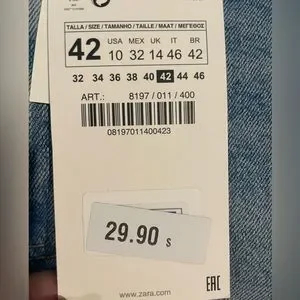 TALLA / SIZE / TAMANHO / TAILLE / MAAT / ΜΕΓΕΘΟΣ
42 USA MEX UK IT BR
10 32 14 46 42
32 34 36 38 40 42 44 46
ART.: 8197 / 011 / 400
08197011400423
29.90 $
www.zara.com
EAC